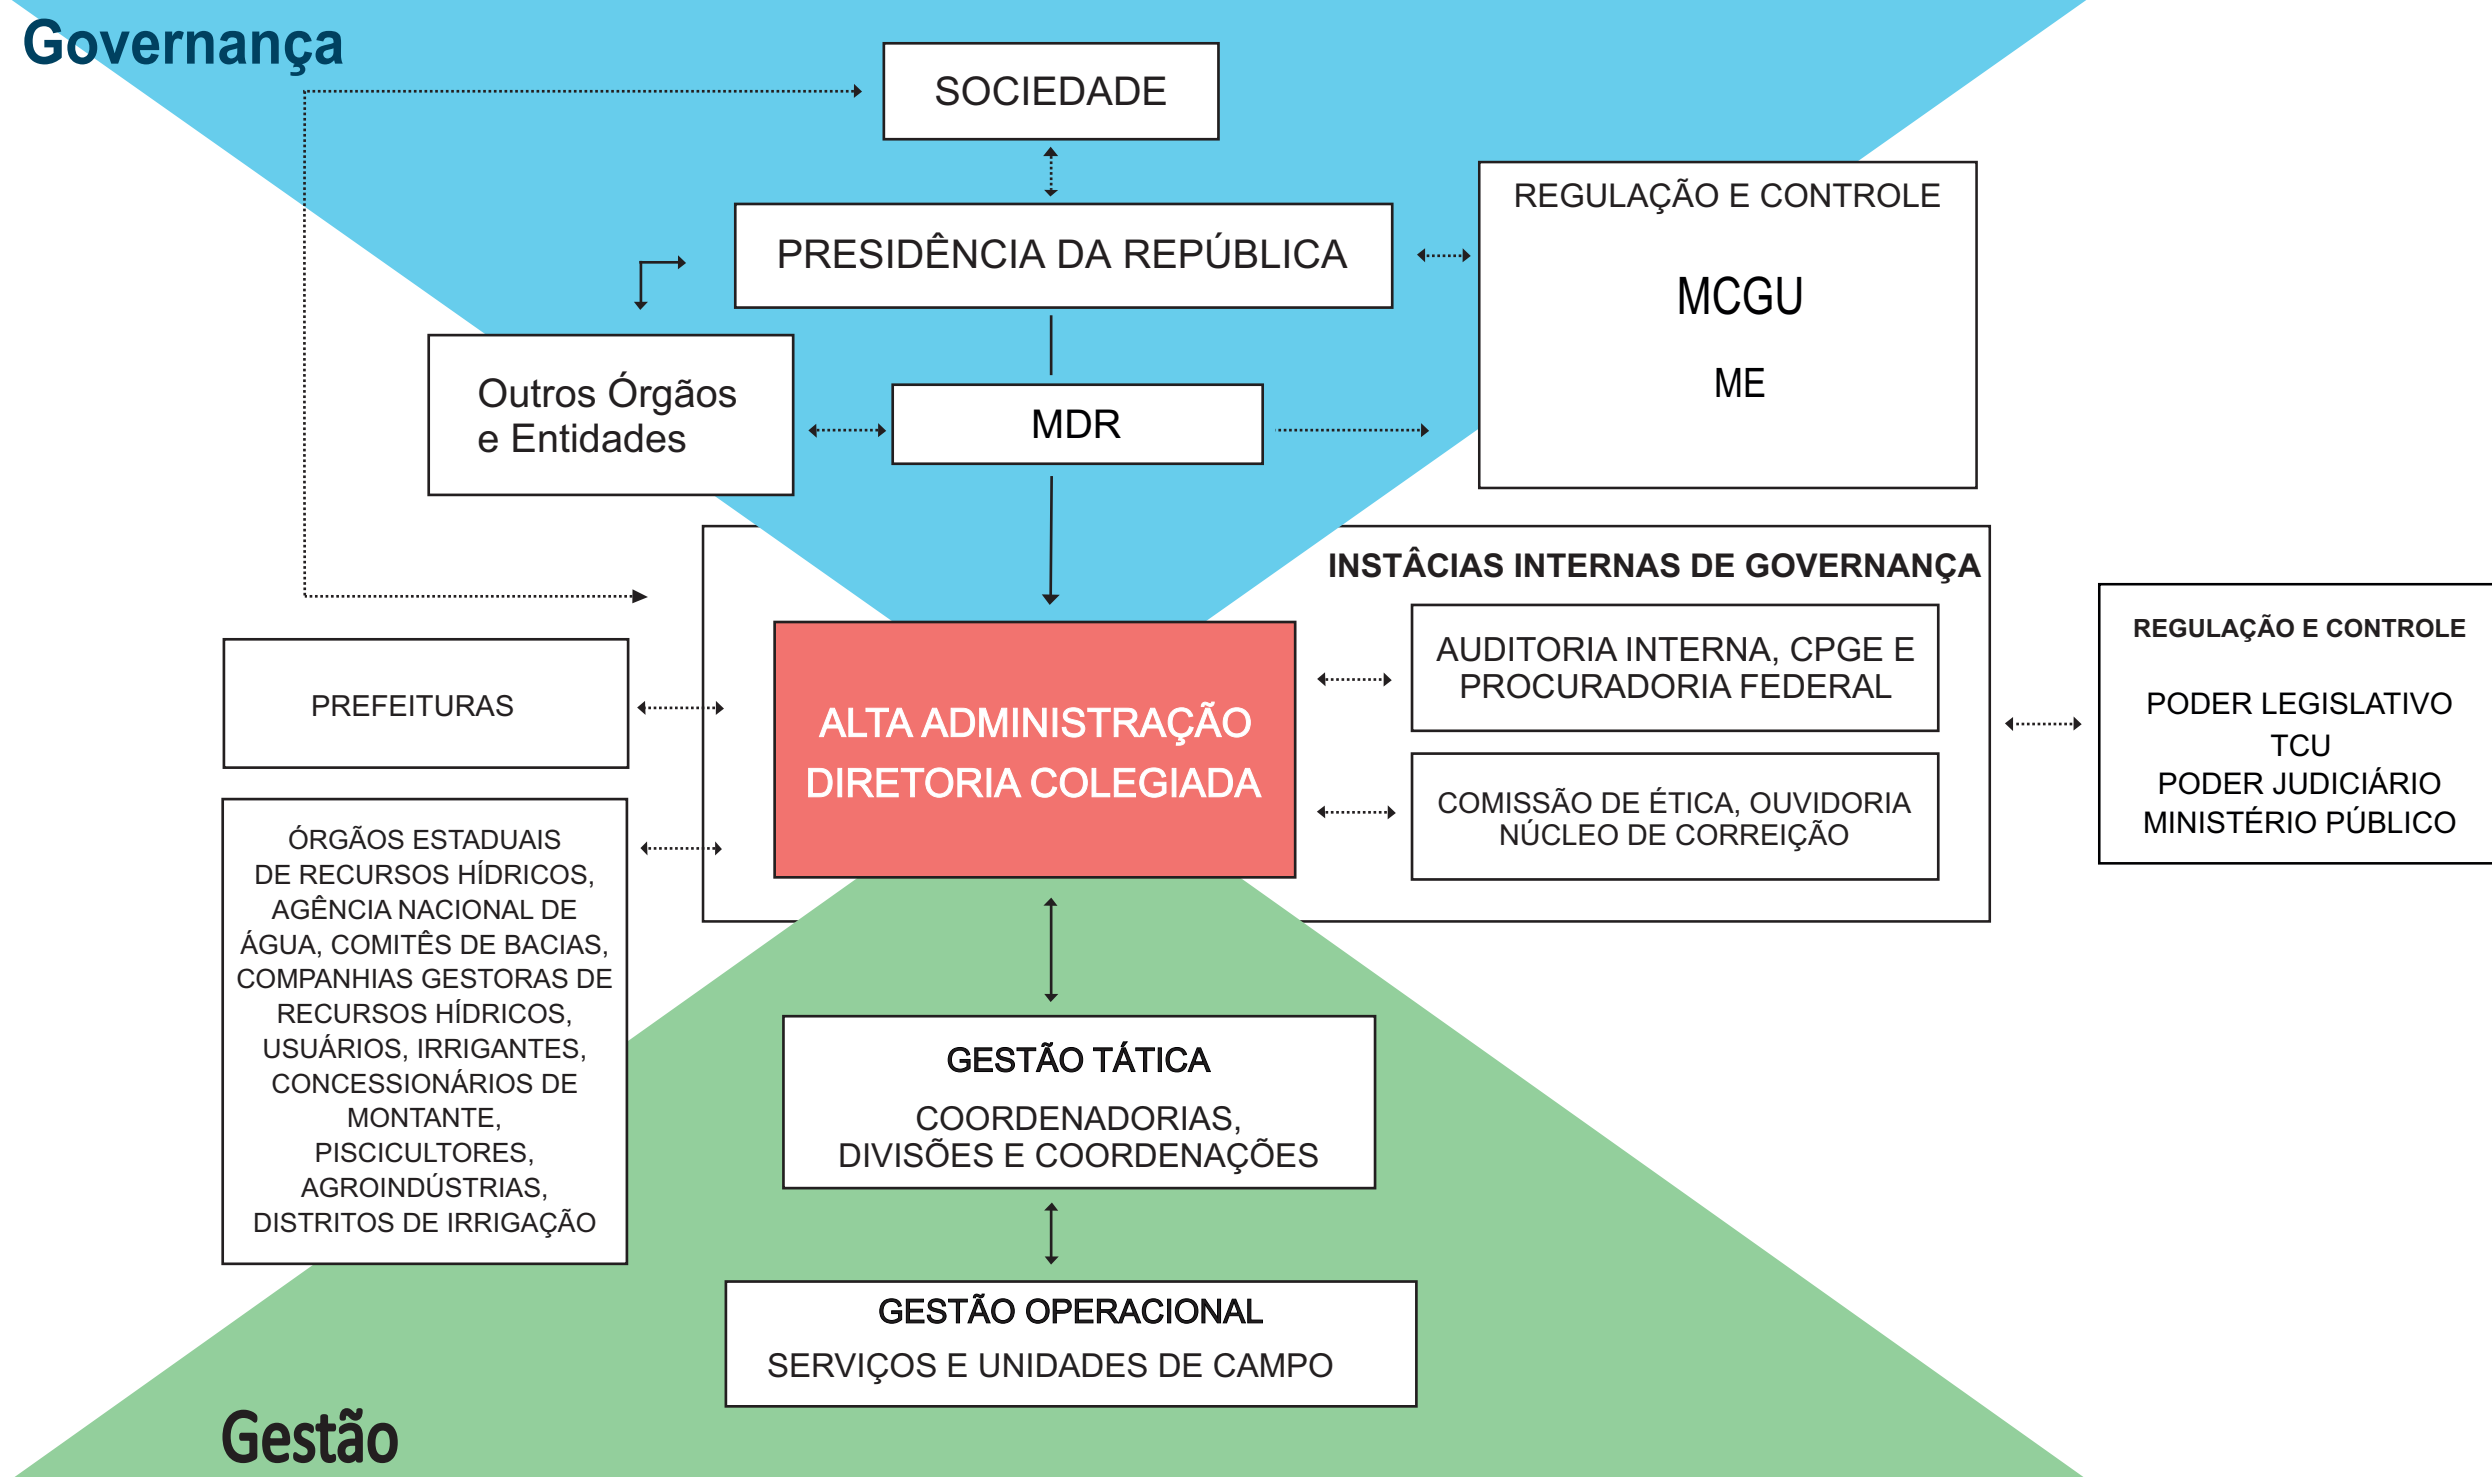 Governança
SOCIEDADE
PRESIDÊNCIA DA REPÚBLICA
REGULAÇÃO E CONTROLE
MCGU
ME
Outros Órgãos
e Entidades
MDR
INSTÂCIAS INTERNAS DE GOVERNANÇA
AUDITORIA INTERNA, CPGE E
PROCURADORIA FEDERAL
COMISSÃO DE ÉTICA, OUVIDORIA
NÚCLEO DE CORREIÇÃO
REGULAÇÃO E CONTROLE
PODER LEGISLATIVO
TCU
PODER JUDICIÁRIO
MINISTÉRIO PÚBLICO
PREFEITURAS
ALTA ADMINISTRAÇÃO
DIRETORIA COLEGIADA
ÓRGÃOS ESTADUAIS
DE RECURSOS HÍDRICOS,
AGÊNCIA NACIONAL DE
ÁGUA, COMITÊS DE BACIAS,
COMPANHIAS GESTORAS DE
RECURSOS HÍDRICOS,
USUÁRIOS, IRRIGANTES,
CONCESSIONÁRIOS DE
MONTANTE,
PISCICULTORES,
AGROINDÚSTRIAS,
DISTRITOS DE IRRIGAÇÃO
GESTÃO TÁTICA
COORDENADORIAS,
DIVISÕES E COORDENAÇÕES
GESTÃO OPERACIONAL
SERVIÇOS E UNIDADES DE CAMPO
Gestão